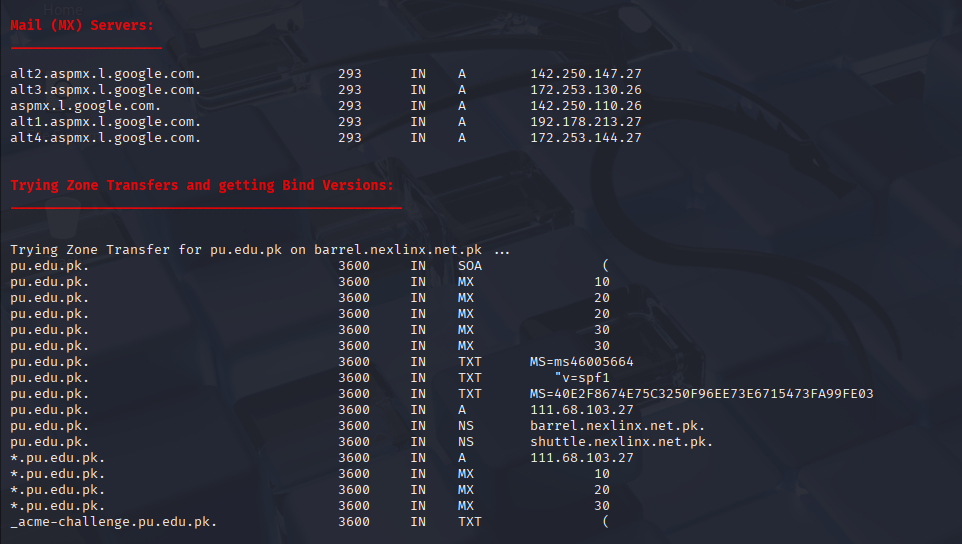 Mail (MX) Servers:
alt2.aspmx.l.google.com. 293 IN A 142.250.147.27
alt3.aspmx.l.google.com. 293 IN A 172.253.130.26
aspmx.l.google.com. 293 IN A 142.250.110.26
alt1.aspmx.l.google.com. 293 IN A 192.178.213.27
alt4.aspmx.l.google.com. 293 IN A 172.253.144.27
Trying Zone Transfers and getting Bind Versions:
Trying Zone Transfer for pu.edu.pk on barrel.nexlinx.net.pk ...
pu.edu.pk. 3600 IN SOA (
pu.edu.pk. 3600 IN MX 10
pu.edu.pk. 3600 IN MX 20
pu.edu.pk. 3600 IN MX 20
pu.edu.pk. 3600 IN MX 30
pu.edu.pk. 3600 IN MX 30
pu.edu.pk. 3600 IN TXT MS=ms46005664
pu.edu.pk. 3600 IN TXT "v=spf1
pu.edu.pk. 3600 IN TXT MS=40E2F8674E75C3250F96EE73E6715473FA99FE03
pu.edu.pk. 3600 IN A 111.68.103.27
pu.edu.pk. 3600 IN NS barrel.nexlinx.net.pk.
pu.edu.pk. 3600 IN NS shuttle.nexlinx.net.pk.
*.pu.edu.pk. 3600 IN A 111.68.103.27
*.pu.edu.pk. 3600 IN MX 10
*.pu.edu.pk. 3600 IN MX 20
*.pu.edu.pk. 3600 IN MX 30
_acme-challenge.pu.edu.pk. 3600 IN TXT (